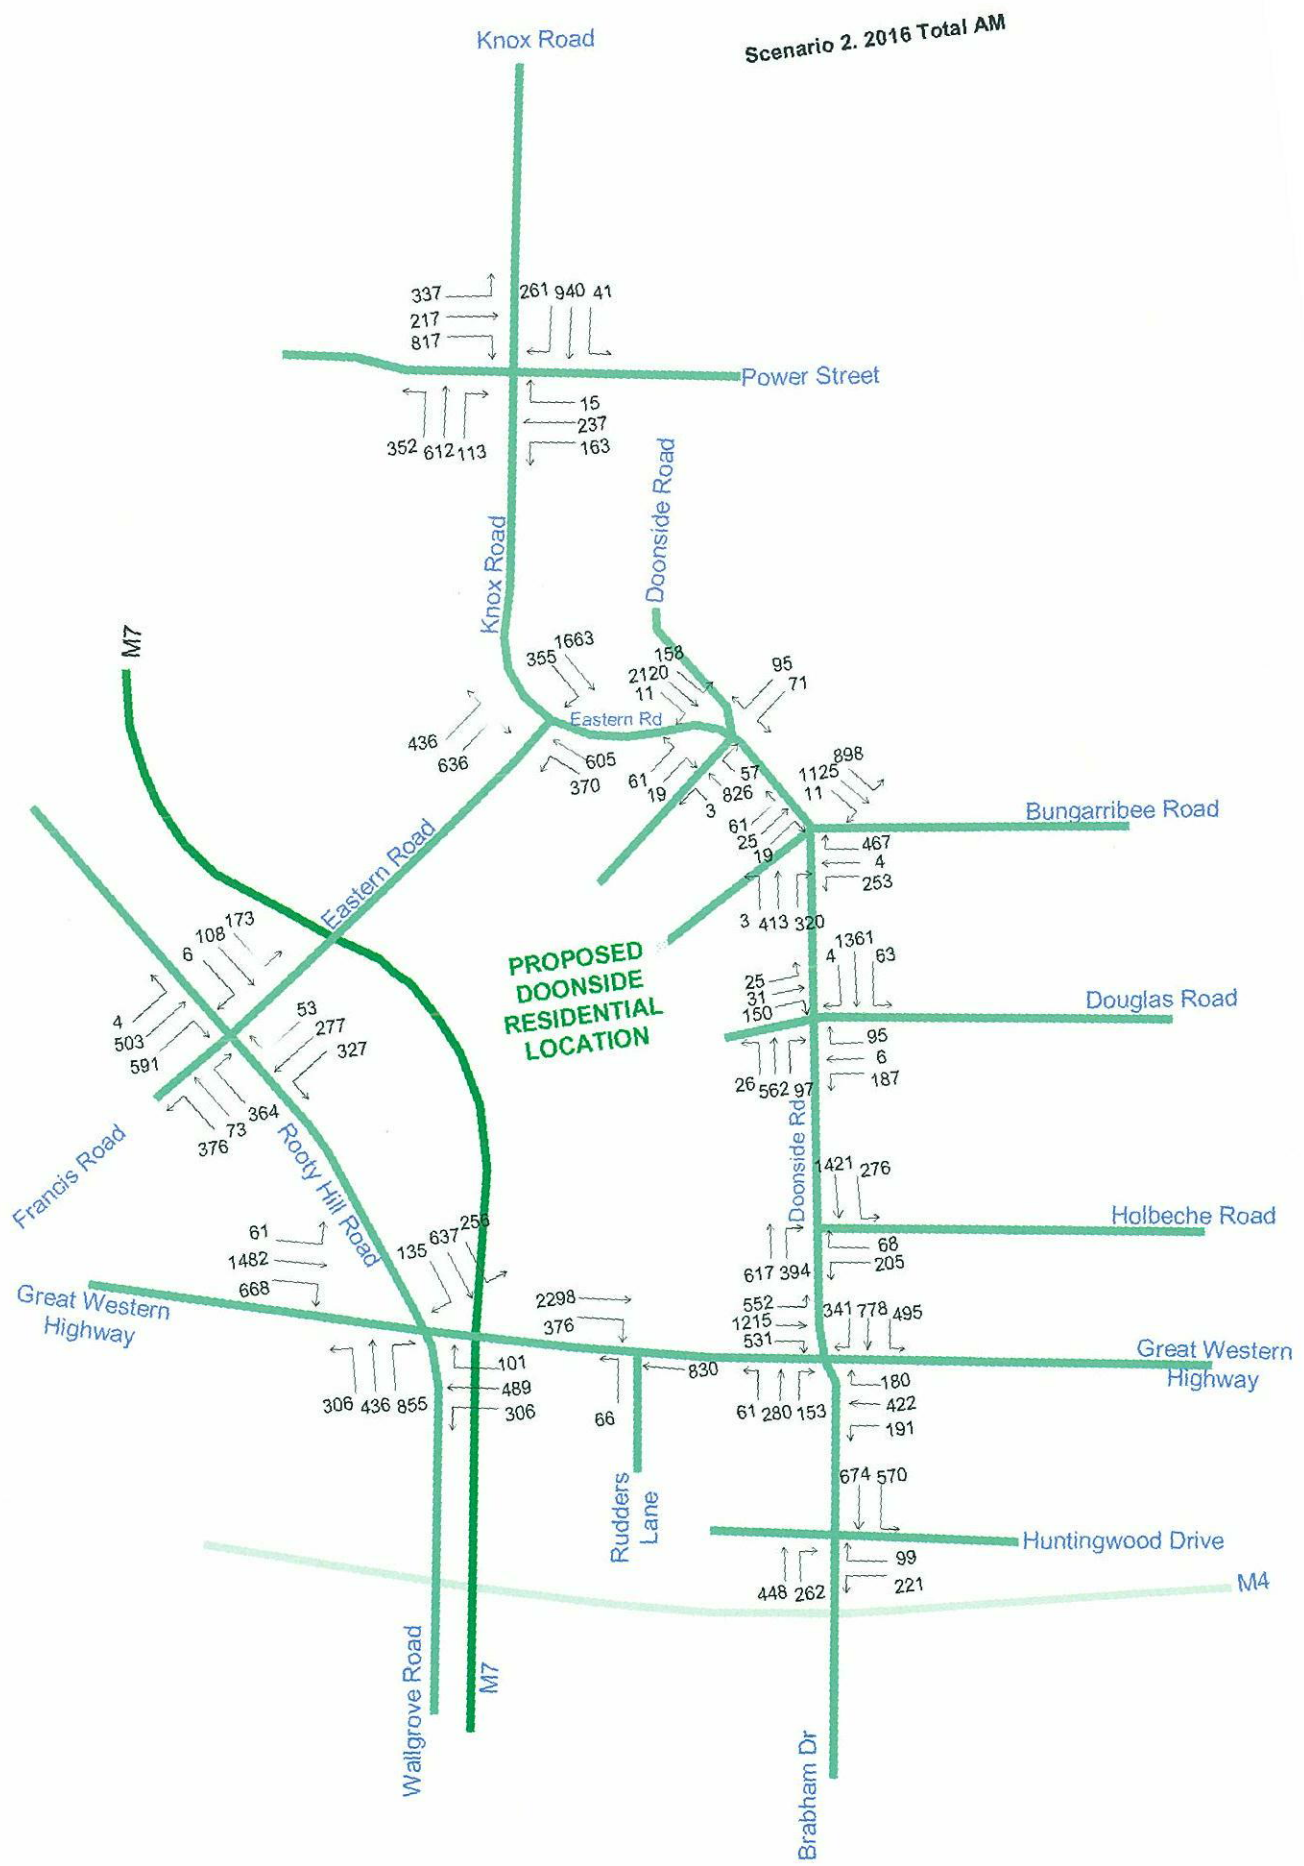 Scenario 2. 2016 Total AM
Knox Road
337
217
817
261 940 41
Power Street
352 612 113
15
237
163
Knox Road
Doonside Road
M7
355
1663
436
636
Eastern Rd
605
370
158
2120
11
95
71
61
19
57
826
3
898
1125
11
61
25
19
Bungarribee Road
467
4
253
3 413 320
Eastern Road
173
108
6
4
503
591
53
277
327
364
73
376
Francis Road
Rooty Hill Road
PROPOSED
DOONSIDE
RESIDENTIAL
LOCATION
25
31
150
4
1361
63
Douglas Road
95
6
187
26 562 97
Doonside Rd
1421 276
Holbeche Road
68
205
617 394
61
1482
668
135
637
256
Great Western
Highway
306 436 855
101
489
306
2298
376
830
66
Rudders
Lane
552
1215
531
341 778 495
Great Western
Highway
180
422
191
61 280 153
674 570
Huntingwood Drive
99
221
448 262
M4
Wallgrove Road
M7
Brabham Dr